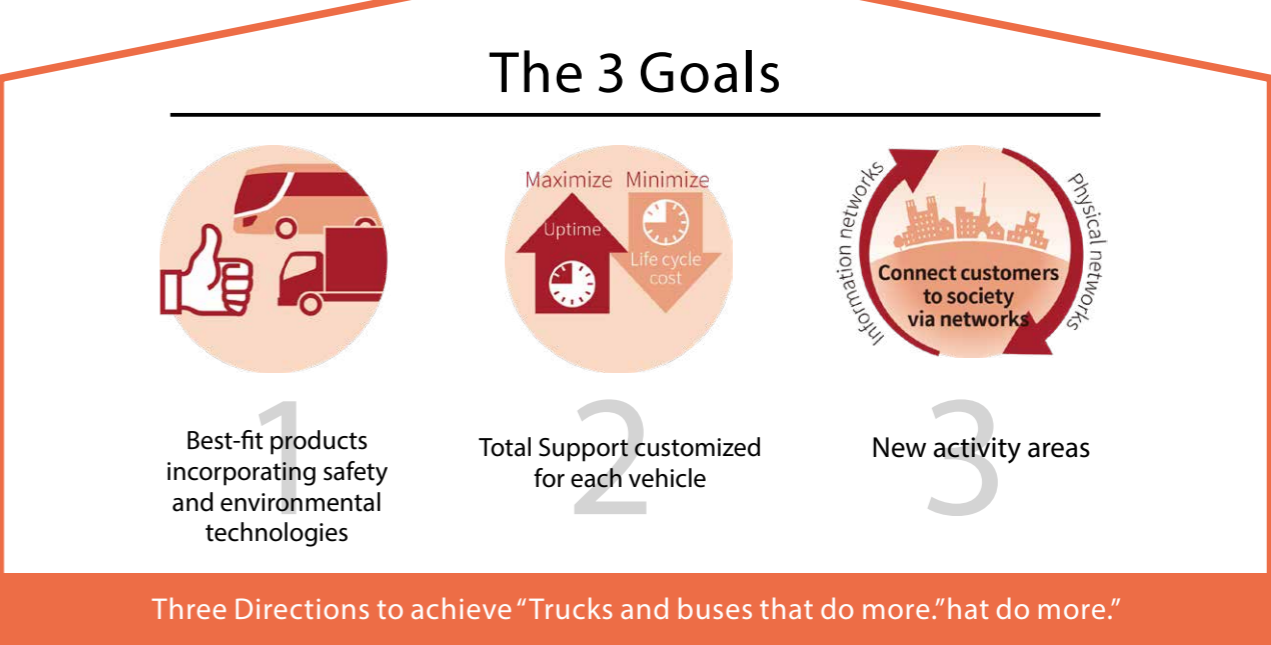 The 3 Goals
Maximize Minimize
Uptime
Life cycle
cost
Information networks
Physical networks
Connect customers
to society
via networks
1
Best-fit products
incorporating safety
and environmental
technologies
2
Total Support customized
for each vehicle
3
New activity areas
Three Directions to achieve “Trucks and buses that do more.”hat do more.”